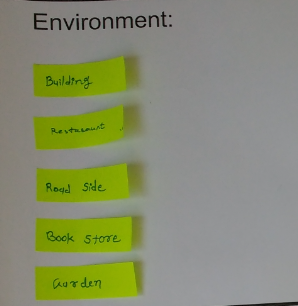 Environment:
Building
Restaurant
Road Side
Book Store
Garden